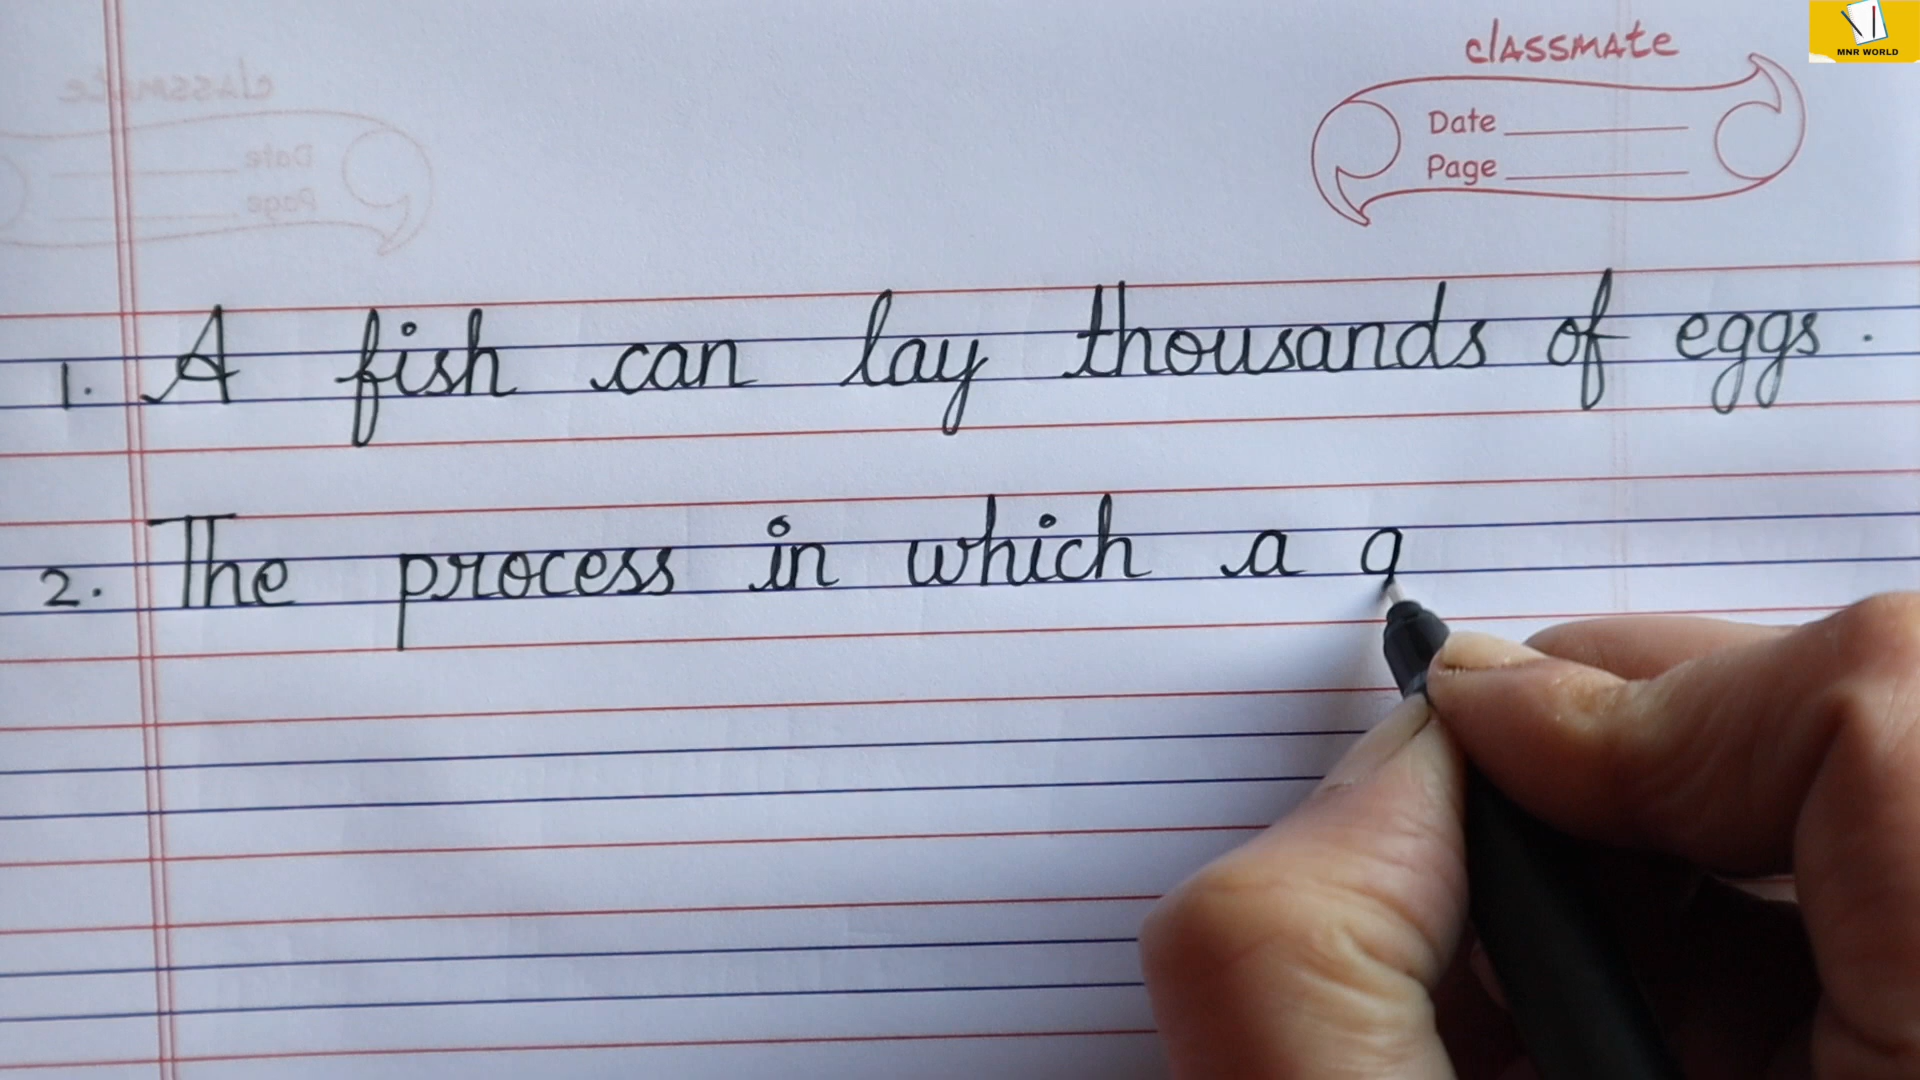 MNR WORLD
classmate
Date
Page
1. A fish can lay thousands of eggs.
2. The process in which a